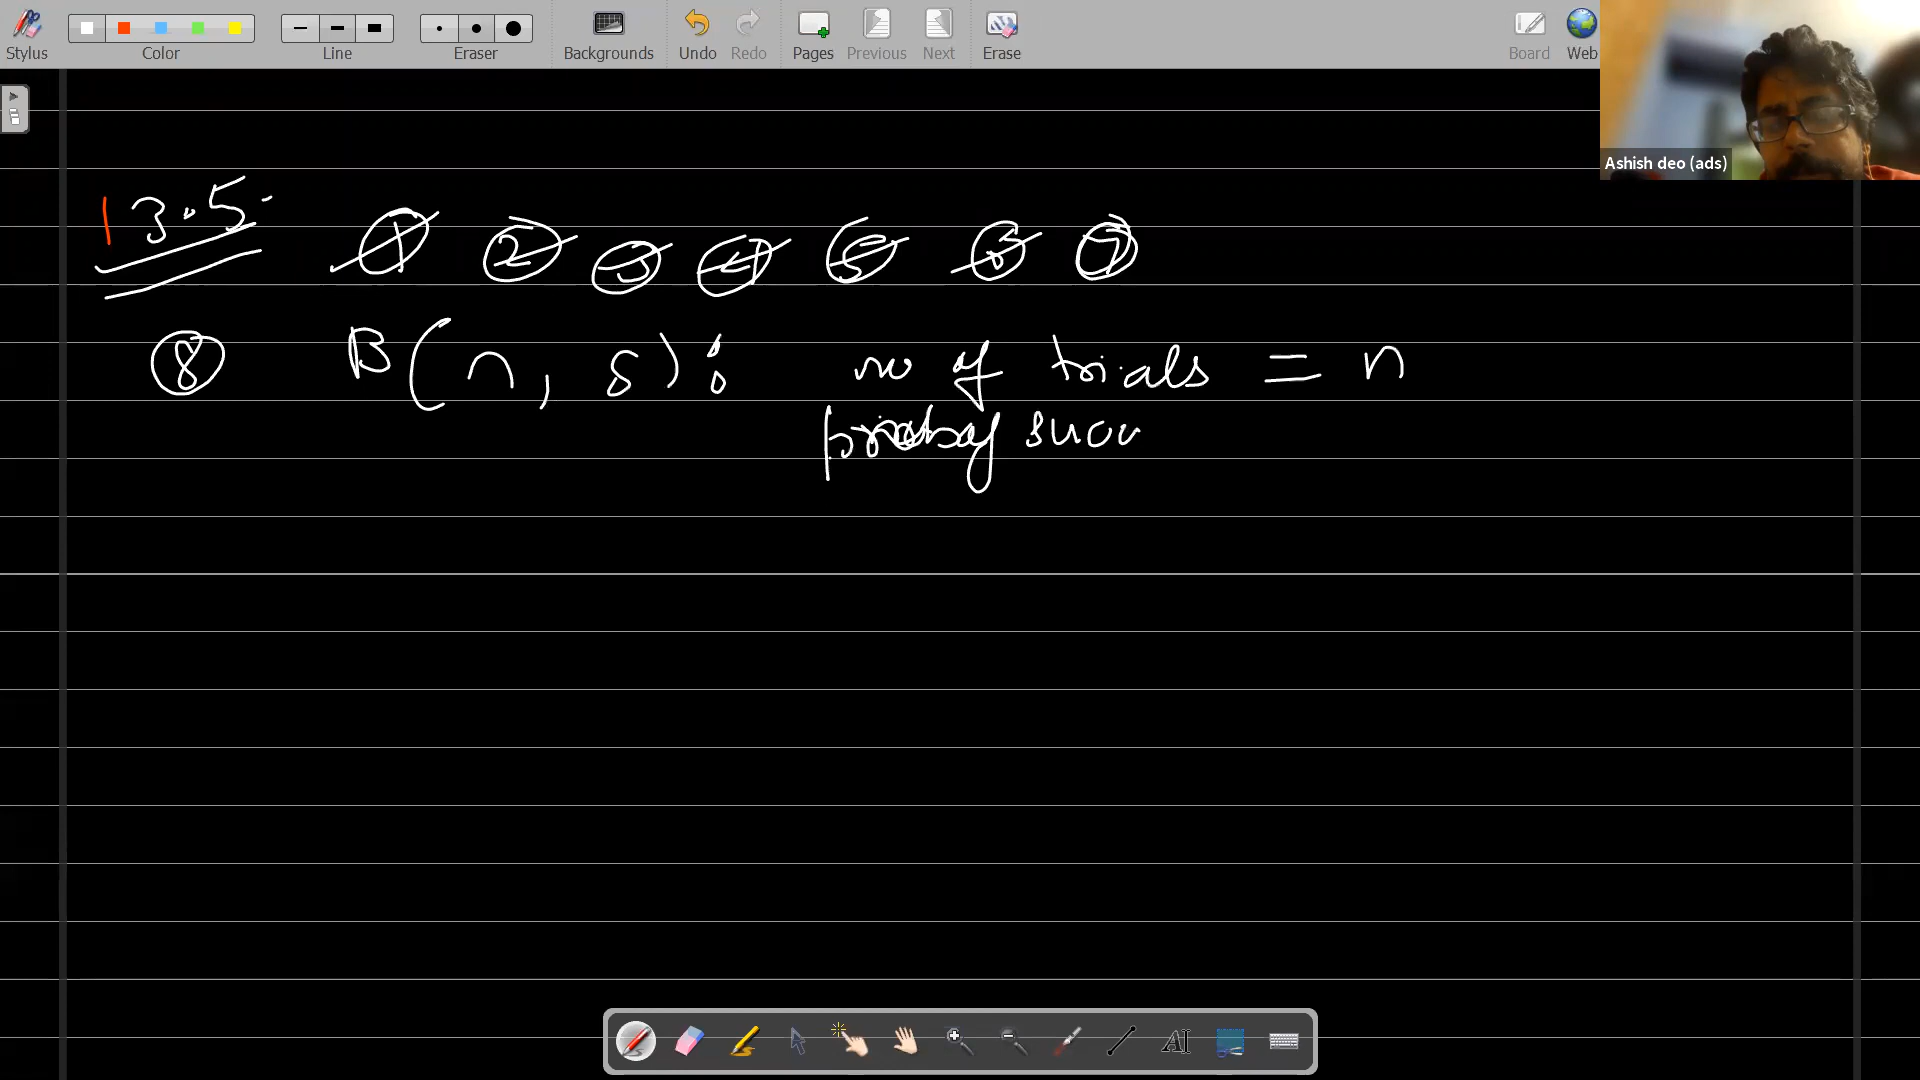 Stylus Color Line Eraser Backgrounds Undo Redo Pages Previous Next Erase Board Web
Ashish deo (ads)
13.5
1 2 3 4 5 6 7
8 B(n, s): no of trials = n
of succ